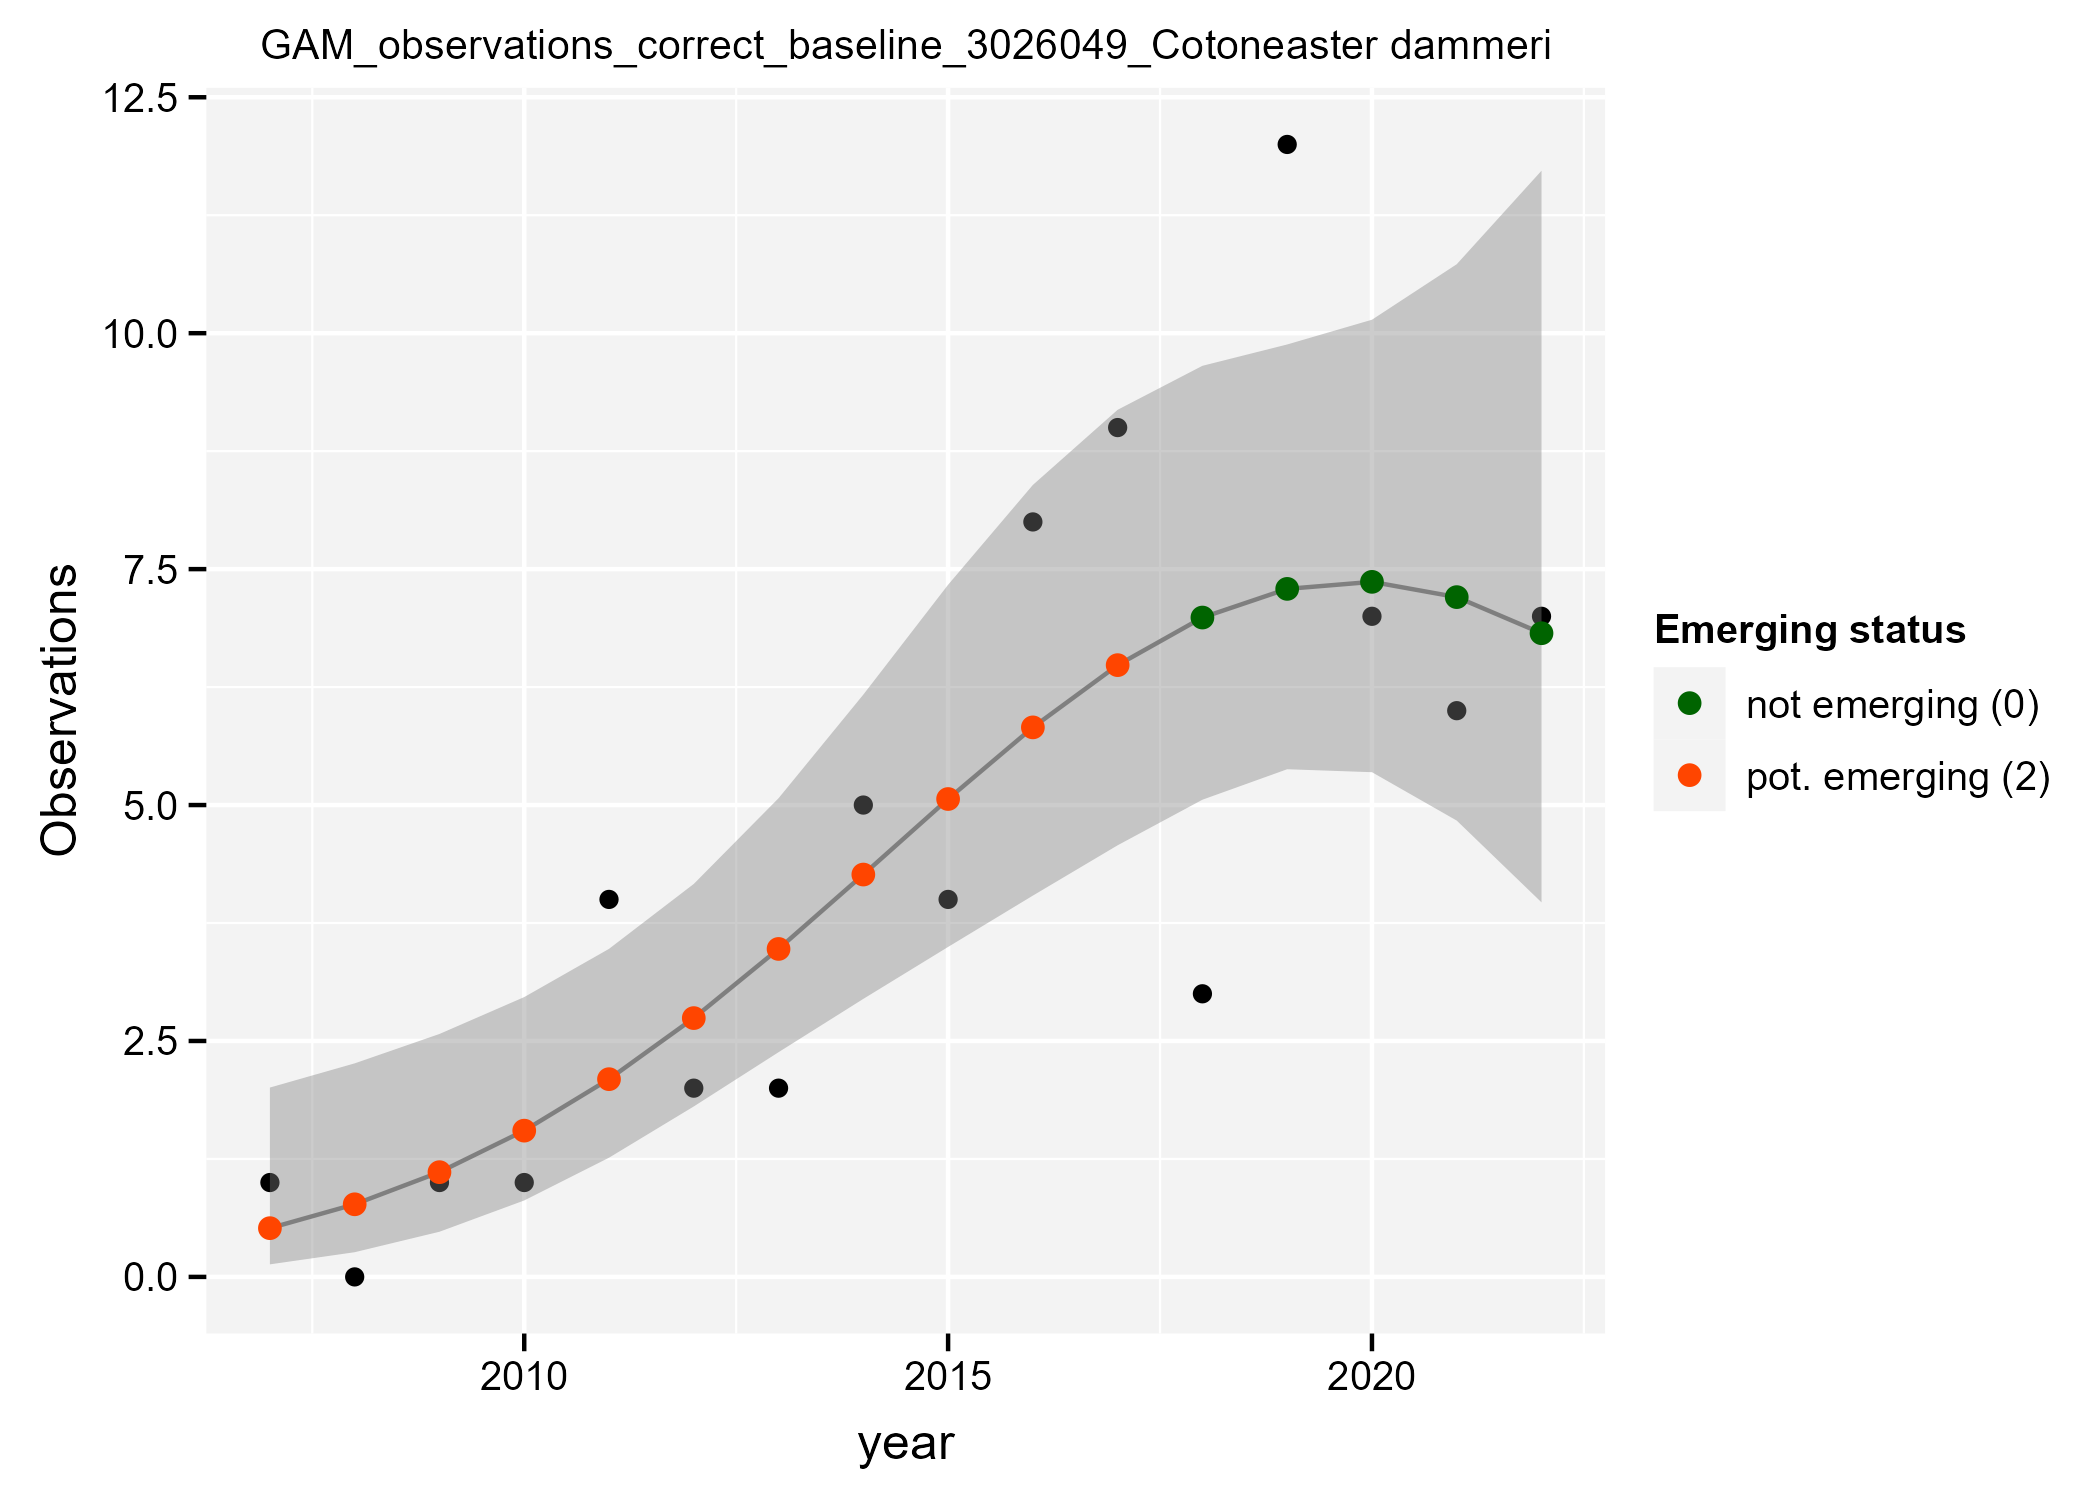 GAM_observations_correct_baseline_3026049_Cotoneaster dammeri
12.5
10.0
7.5
5.0
2.5
0.0
Observations
2010
2015
2020
year
Emerging status
not emerging (0)
pot. emerging (2)